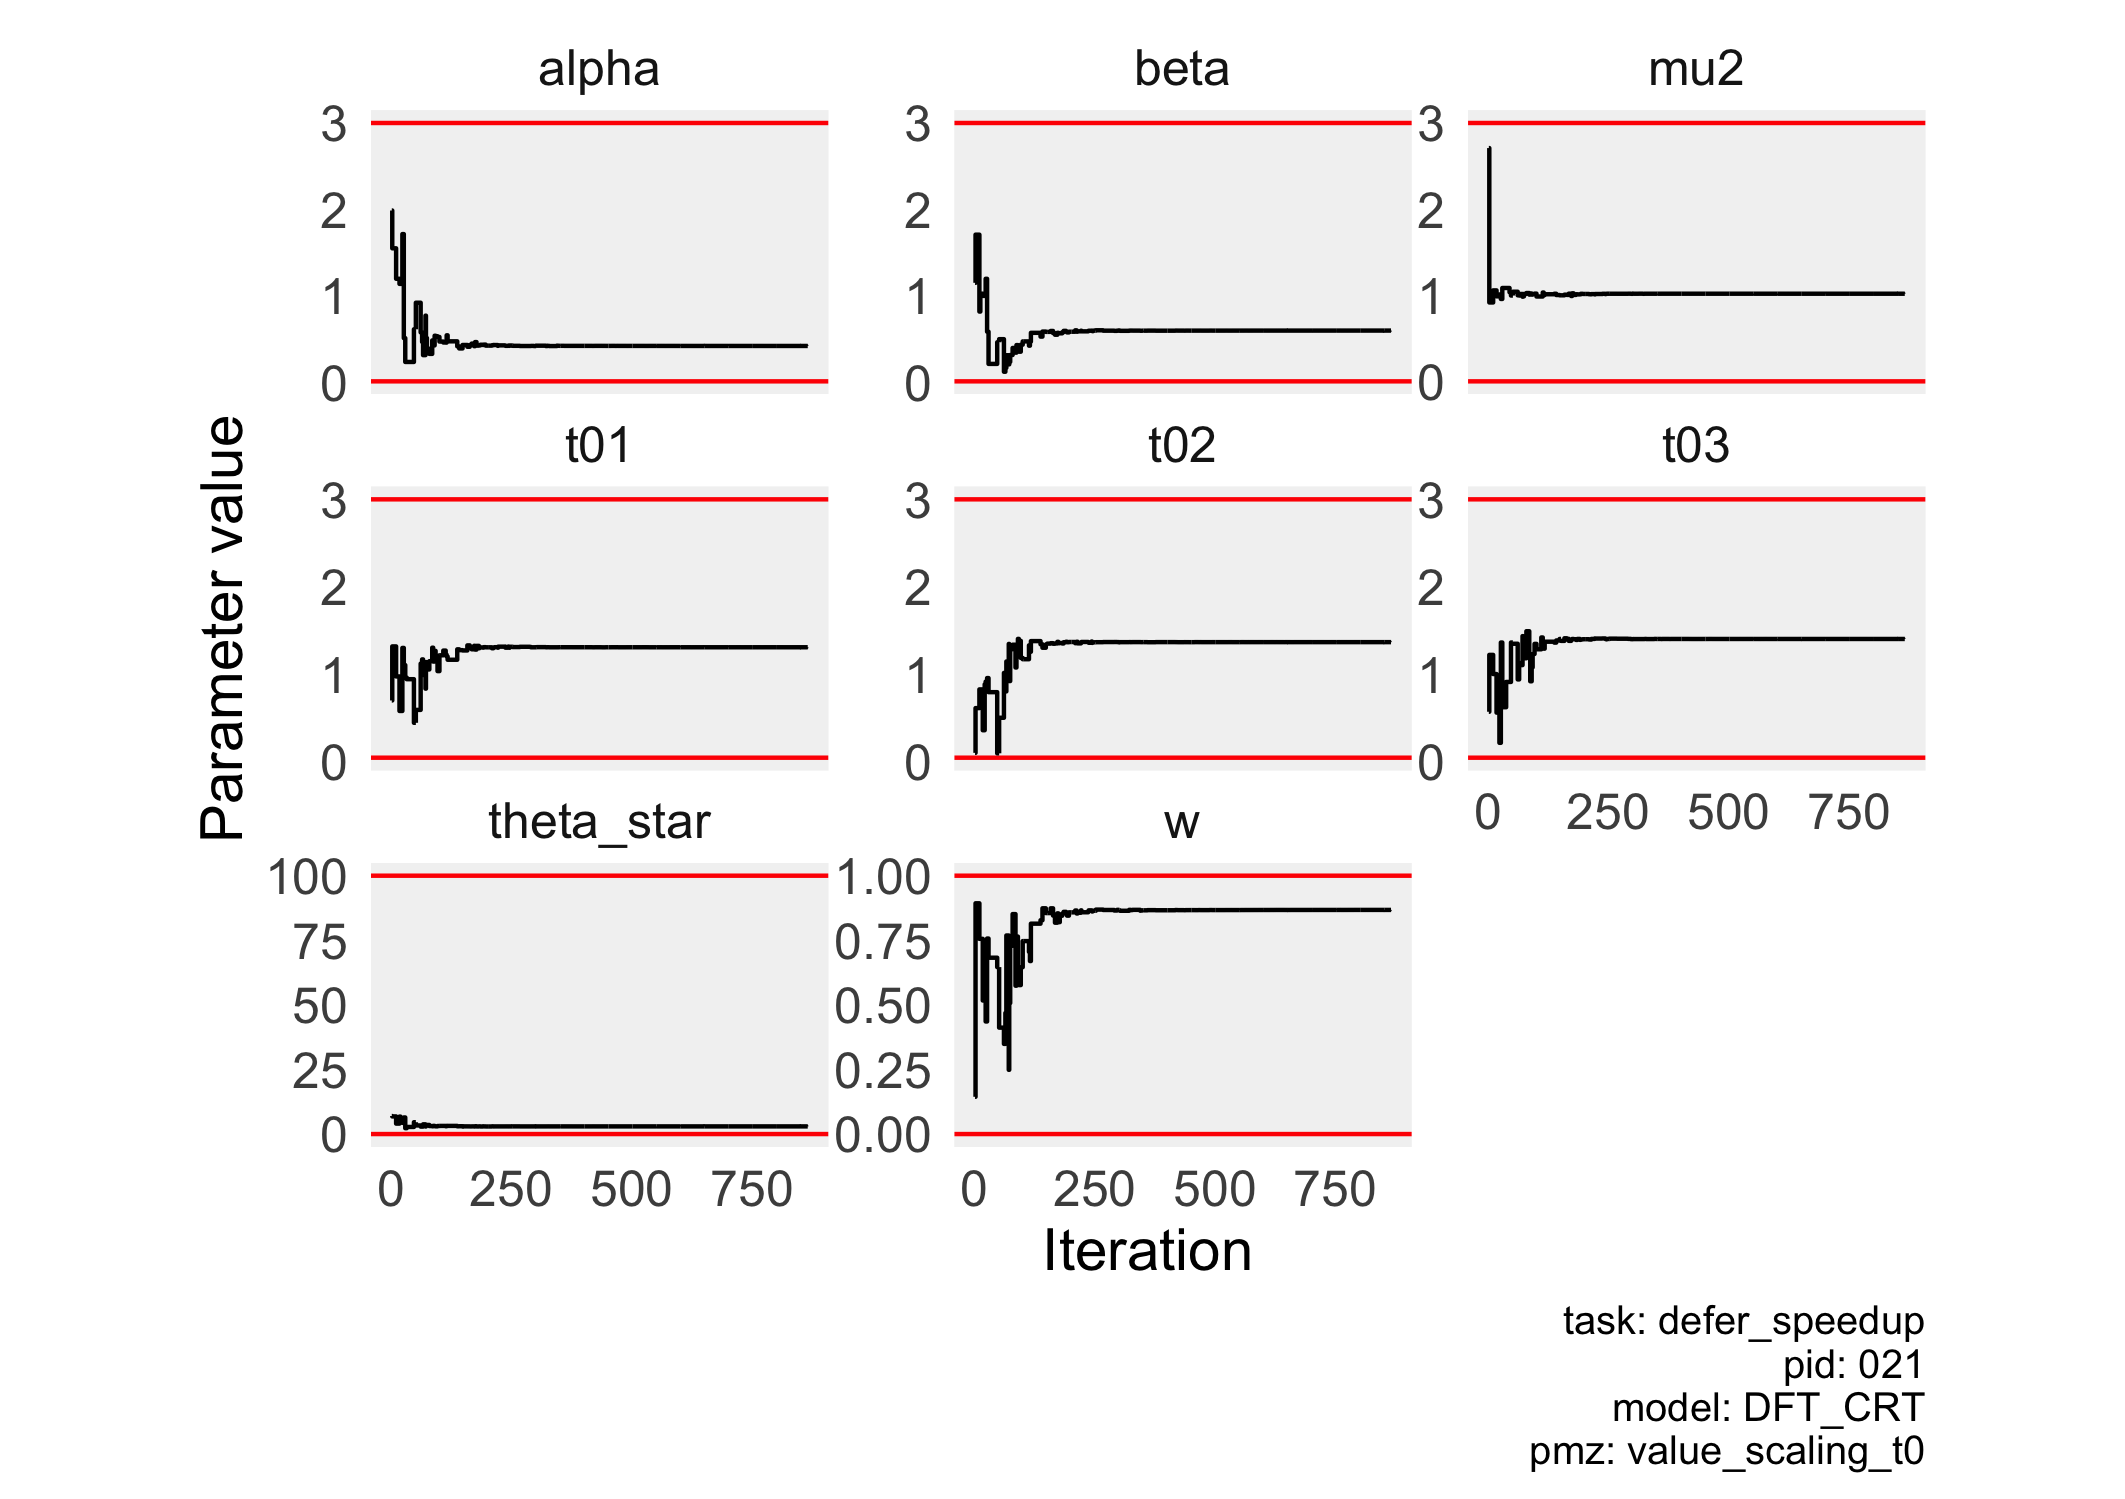 alpha beta mu2
3 3 3
2 2 2
1 1 1
0 0 0
t01 t02 t03
3 3 3
2 2 2
1 1 1
0 0 0
0 250 500 750
Parameter value
theta_star w
100 1.00
75 0.75
50 0.50
25 0.25
0 0.00
0 250 500 750 0 250 500 750
Iteration
task: defer_speedup
pid: 021
model: DFT_CRT
pmz: value_scaling_t0